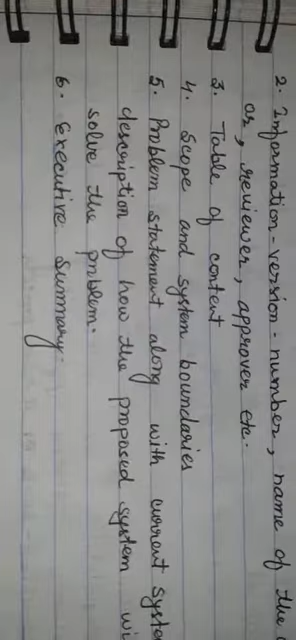 2. Information - version - number, name of the
or, reviewer, approver etc.
3. Table of content
4. Scope and system boundaries
5. Problem statement along with current system
description of how the proposed system wi
solve the problem.
6. Executive Summary.